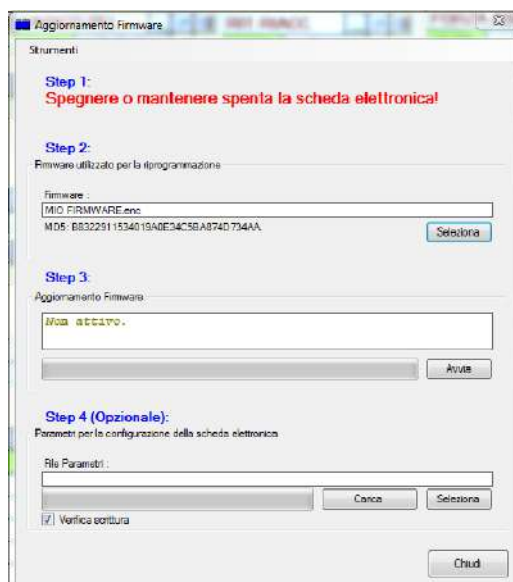 Aggiornamento Firmware
Strumenti
Step 1:
Spegnere o mantenere spenta la scheda elettronica!
Step 2:
Firmware utilizzato per la riprogrammazione
Firmware :
MIO FIRMWARE.enc
MD5:
Seleziona
Step 3:
Aggiornamento Firmware
Non attivo.
Avvia
Step 4 (Opzionale):
Parametri per la configurazione della scheda elettronica
File Parametri :
Carica Seleziona
Verifica scrittura
Chiudi